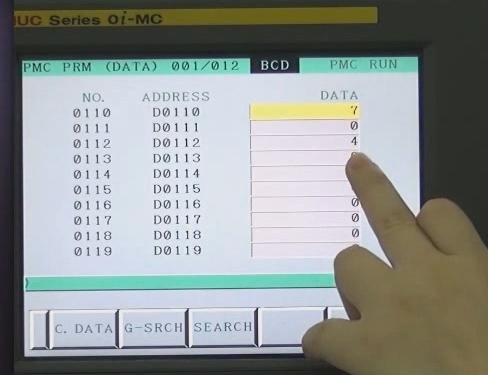 UC Series 0i-MC
PMC PRM (DATA) 001/012 BCD PMC RUN
NO. ADDRESS DATA
0110 D0110 7
0111 D0111 0
0112 D0112 4
0113 D0113
0114 D0114
0115 D0115
0116 D0116 0
0117 D0117 0
0118 D0118 0
0119 D0119
)
C. DATA G-SRCH SEARCH